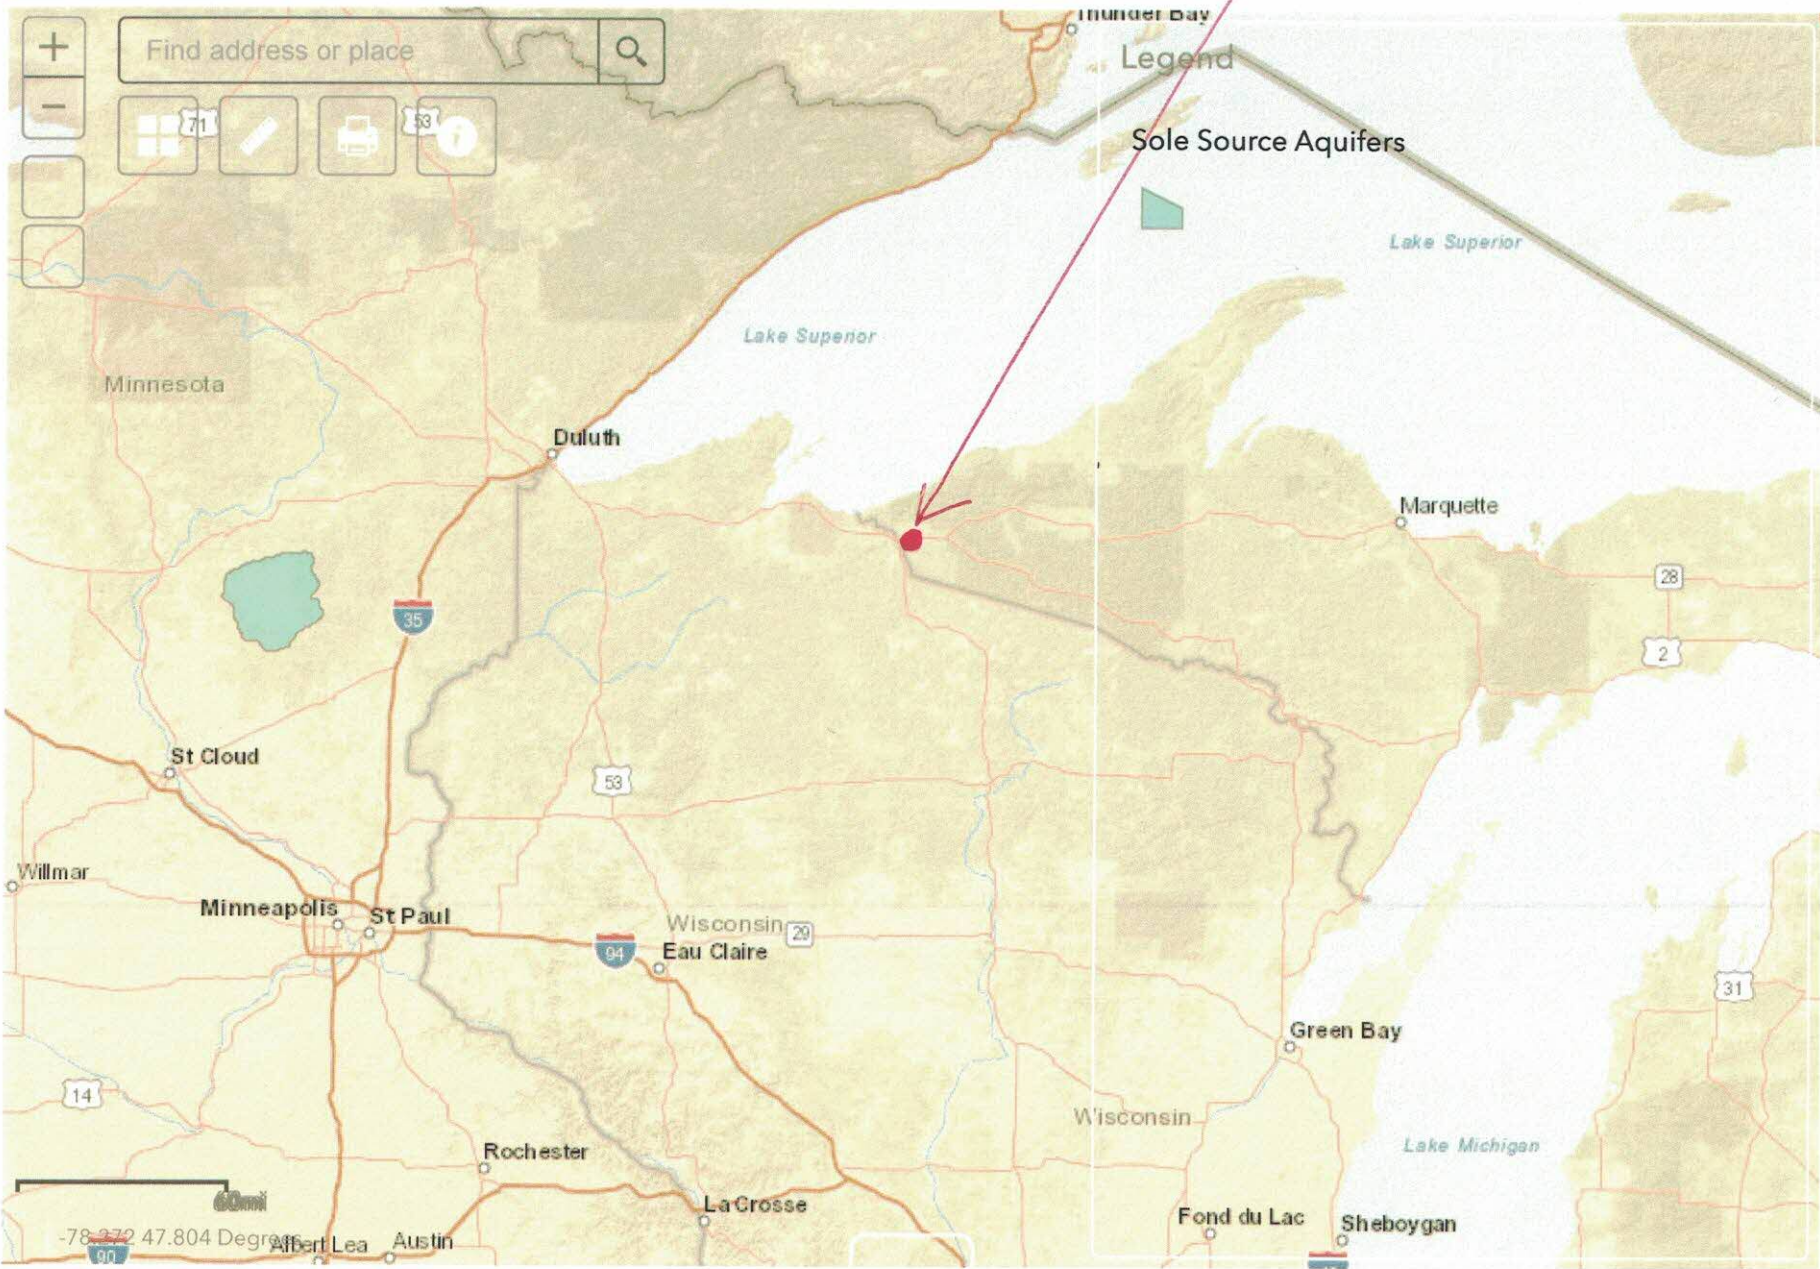 Thunder Bay
Find address or place
Legend
71
53
Sole Source Aquifers
Lake Superior
Lake Superior
Minnesota
Duluth
Marquette
28
35
2
St Cloud
53
Willmar
Minneapolis
St Paul
Wisconsin
29
94
Eau Claire
31
Green Bay
14
Wisconsin
Lake Michigan
Rochester
60mi
La Crosse
Fond du Lac
Sheboygan
-78.272 47.804 Degrees
Albert Lea
Austin
90